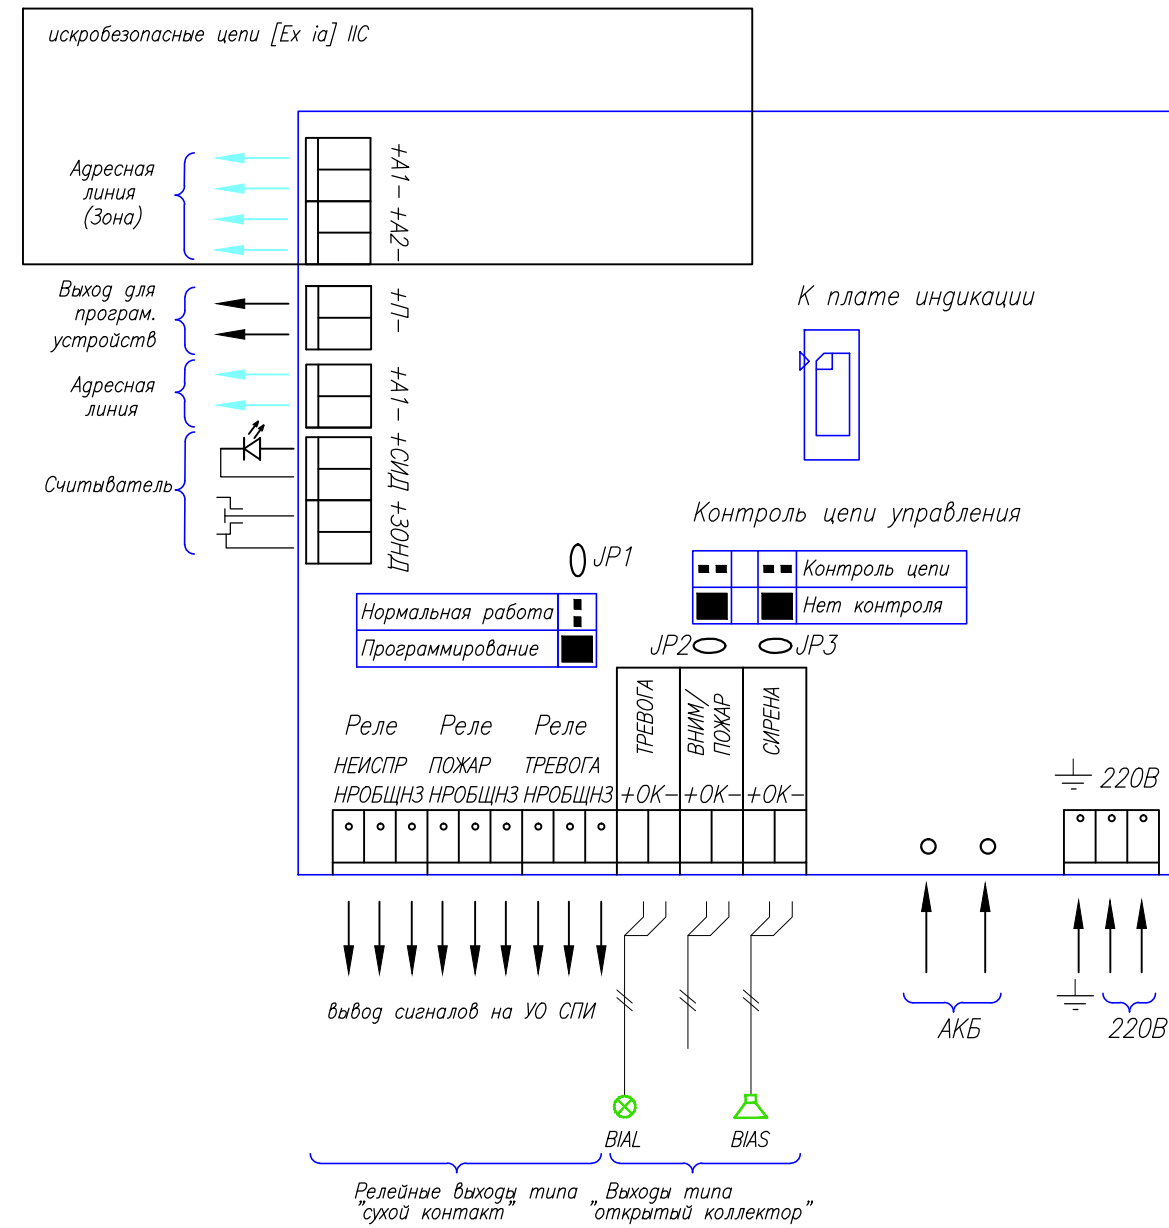 искробезопасные цепи [Ex ia] IIC
Адресная
линия
(Зона)
+А1- +А2-
Выход для
програм.
устройств
+П-
К плате индикации
Адресная
линия
+А1-
Считыватель
+СИД +ЗОНД
Контроль цепи управления
JP1
Контроль цепи
Нет контроля
Нормальная работа
Программирование
JP2
JP3
ТРЕВОГА
ВНИМ/
ПОЖАР
СИРЕНА
Реле Реле Реле
НЕИСПР ПОЖАР ТРЕВОГА
НРОБЩНЗ НРОБЩНЗ НРОБЩНЗ +ОК- +ОК- +ОК-
220В
вывод сигналов на УО СПИ
АКБ
220В
BIAL
BIAS
Релейные выходы типа
"сухой контакт"
Выходы типа
"открытый коллектор"